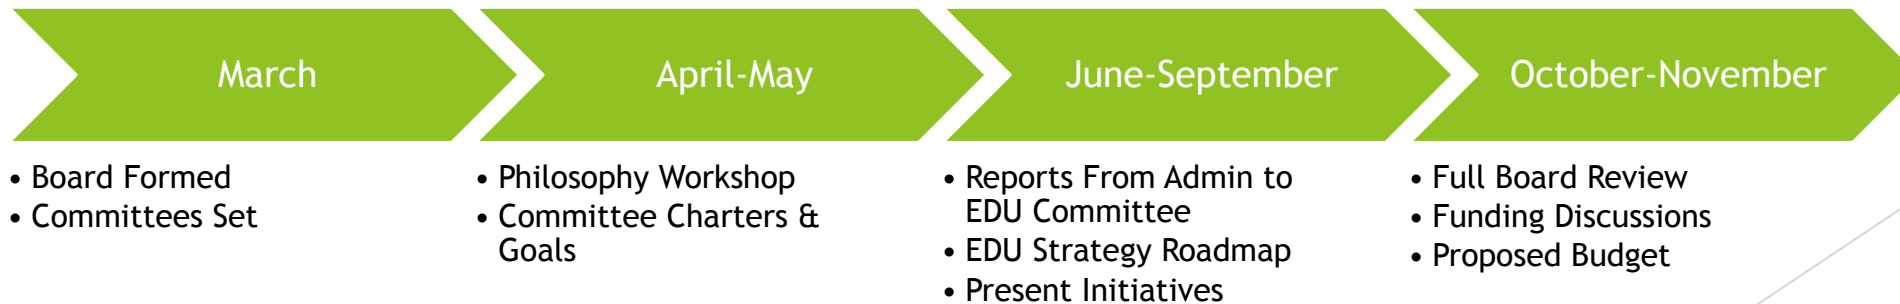 March
• Board Formed
• Committees Set
April-May
• Philosophy Workshop
• Committee Charters &
Goals
June-September
• Reports From Admin to
EDU Committee
• EDU Strategy Roadmap
• Present Initiatives
October-November
• Full Board Review
• Funding Discussions
• Proposed Budget